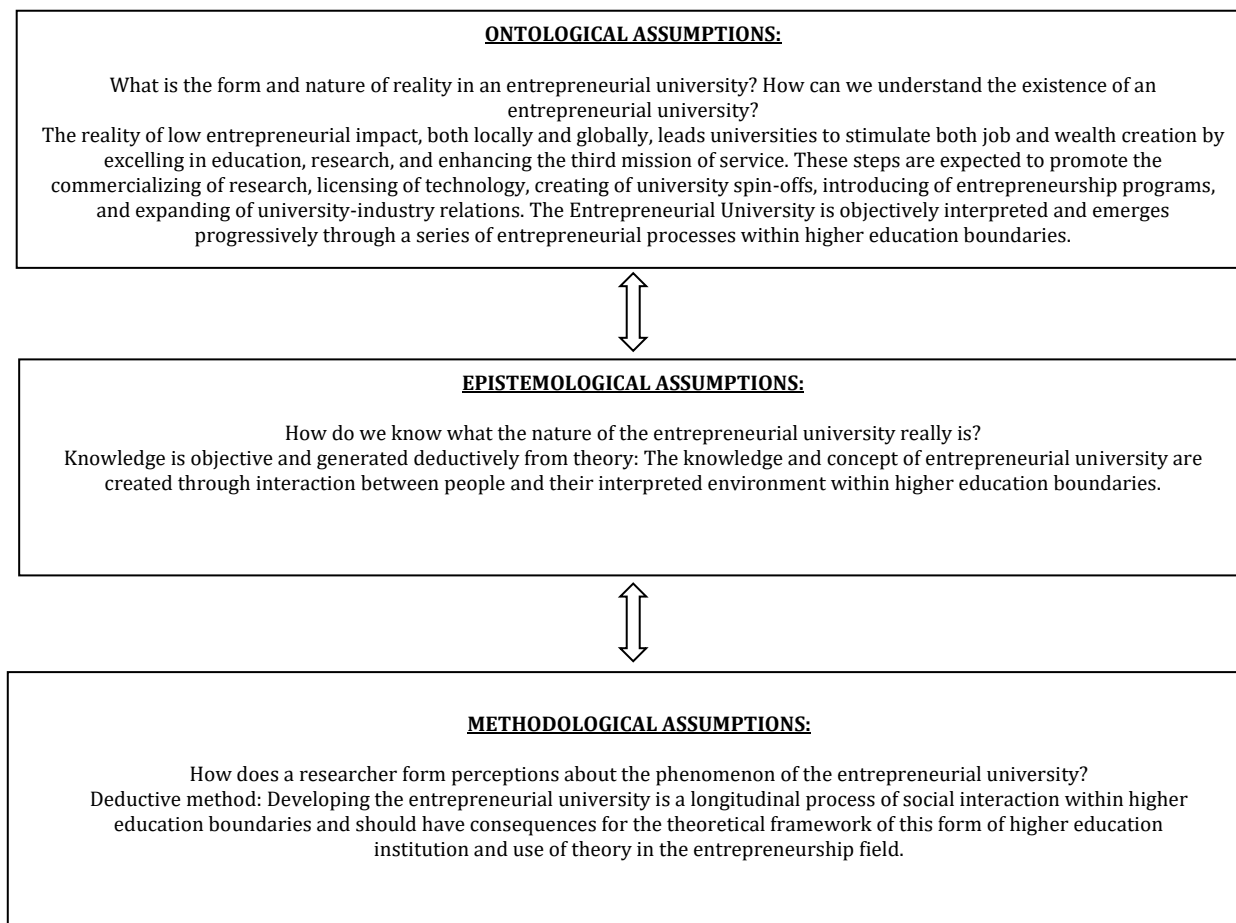 ONTOLOGICAL ASSUMPTIONS:
What is the form and nature of reality in an entrepreneurial university? How can we understand the existence of an
entrepreneurial university?
The reality of low entrepreneurial impact, both locally and globally, leads universities to stimulate both job and wealth creation by
excelling in education, research, and enhancing the third mission of service. These steps are expected to promote the
commercializing of research, licensing of technology, creating of university spin-offs, introducing of entrepreneurship programs,
and expanding of university-industry relations. The Entrepreneurial University is objectively interpreted and emerges
progressively through a series of entrepreneurial processes within higher education boundaries.
EPISTEMOLOGICAL ASSUMPTIONS:
How do we know what the nature of the entrepreneurial university really is?
Knowledge is objective and generated deductively from theory: The knowledge and concept of entrepreneurial university are
created through interaction between people and their interpreted environment within higher education boundaries.
METHODOLOGICAL ASSUMPTIONS:
How does a researcher form perceptions about the phenomenon of the entrepreneurial university?
Deductive method: Developing the entrepreneurial university is a longitudinal process of social interaction within higher
education boundaries and should have consequences for the theoretical framework of this form of higher education
institution and use of theory in the entrepreneurship field.